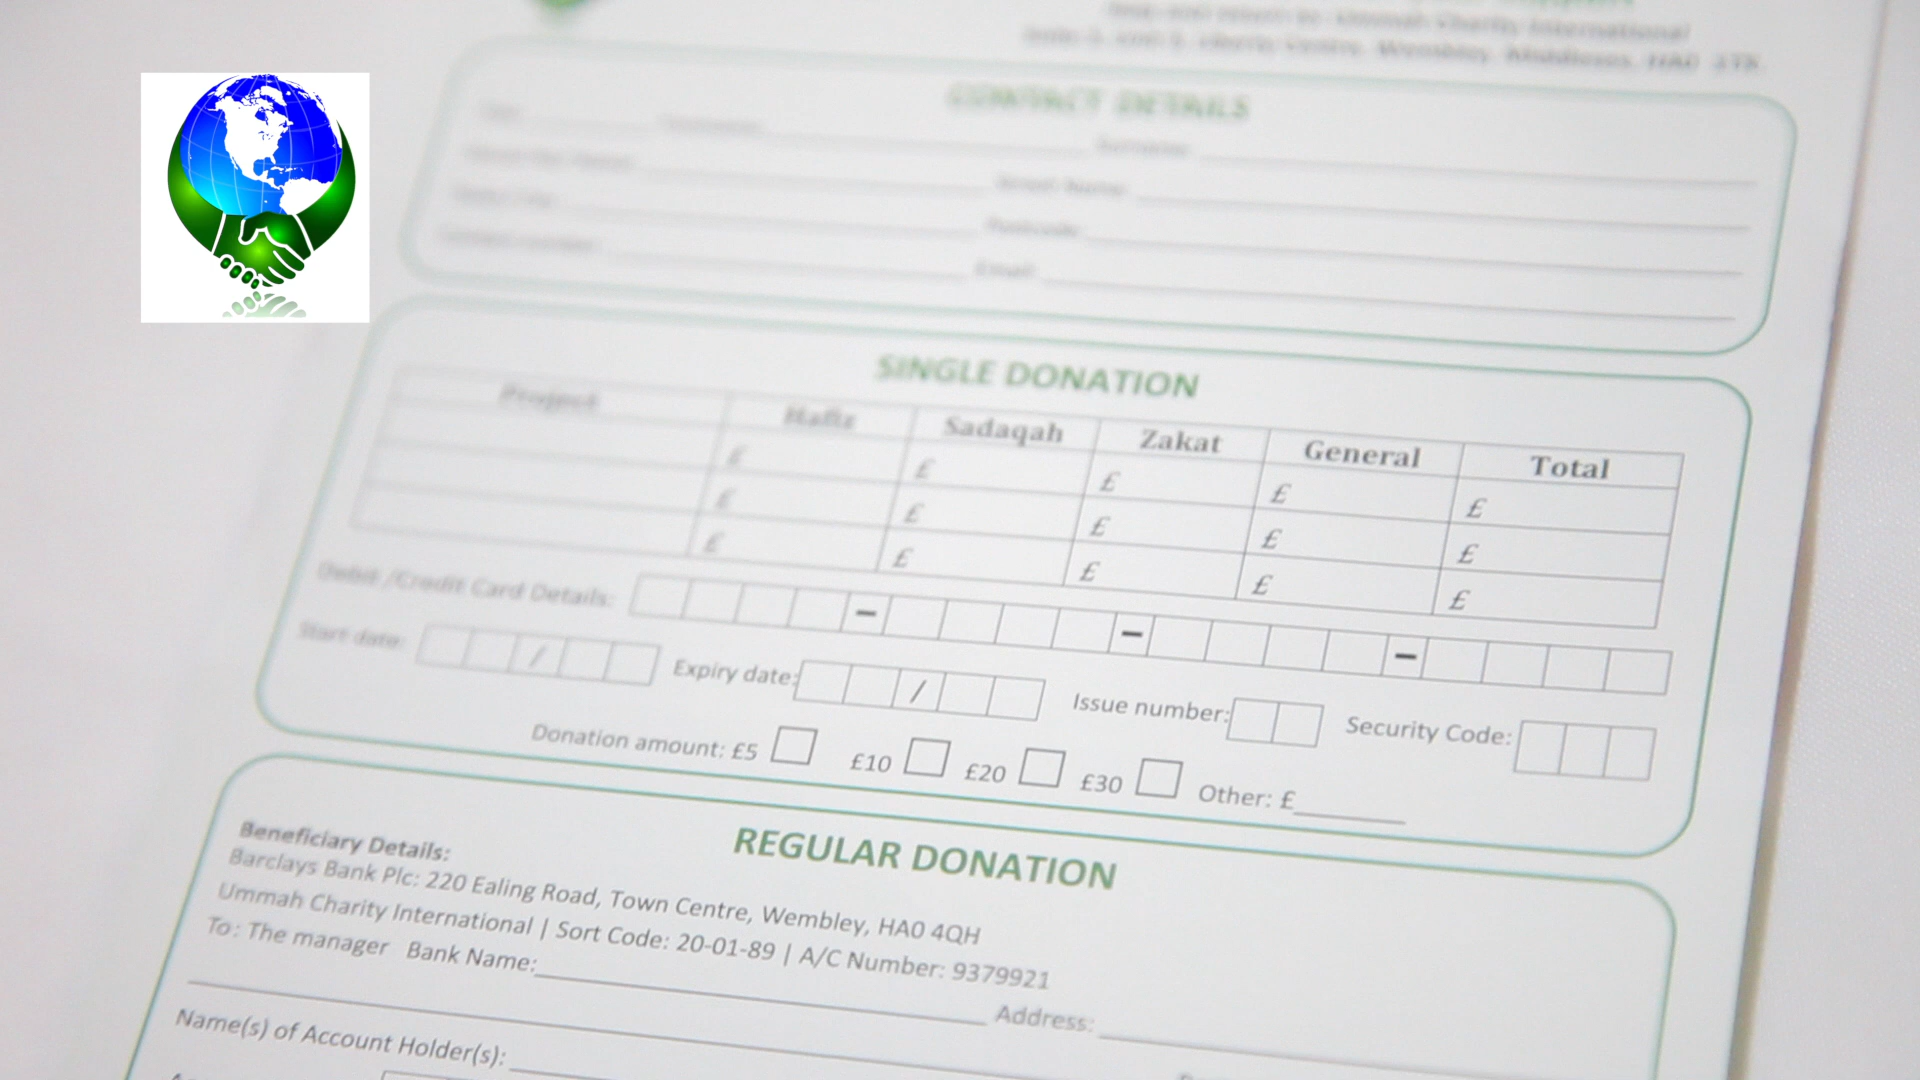 Ummah Charity International
CONTACT DETAILS
Surname:
Street Name:
Postcode:
Email:
SINGLE DONATION
Project Hafiz Sadaqah Zakat General Total
£ £ £ £ £
£ £ £ £ £
£ £ £ £ £
Debit /Credit Card Details: – – –
Start date: / Expiry date: / Issue number: Security Code:
Donation amount: £5 £10 £20 £30 Other: £
REGULAR DONATION
Beneficiary Details:
Barclays Bank Plc: 220 Ealing Road, Town Centre, Wembley, HA0 4QH
Ummah Charity International | Sort Code: 20-01-89 | A/C Number: 9379921
To: The manager Bank Name:
Address:
Name(s) of Account Holder(s):